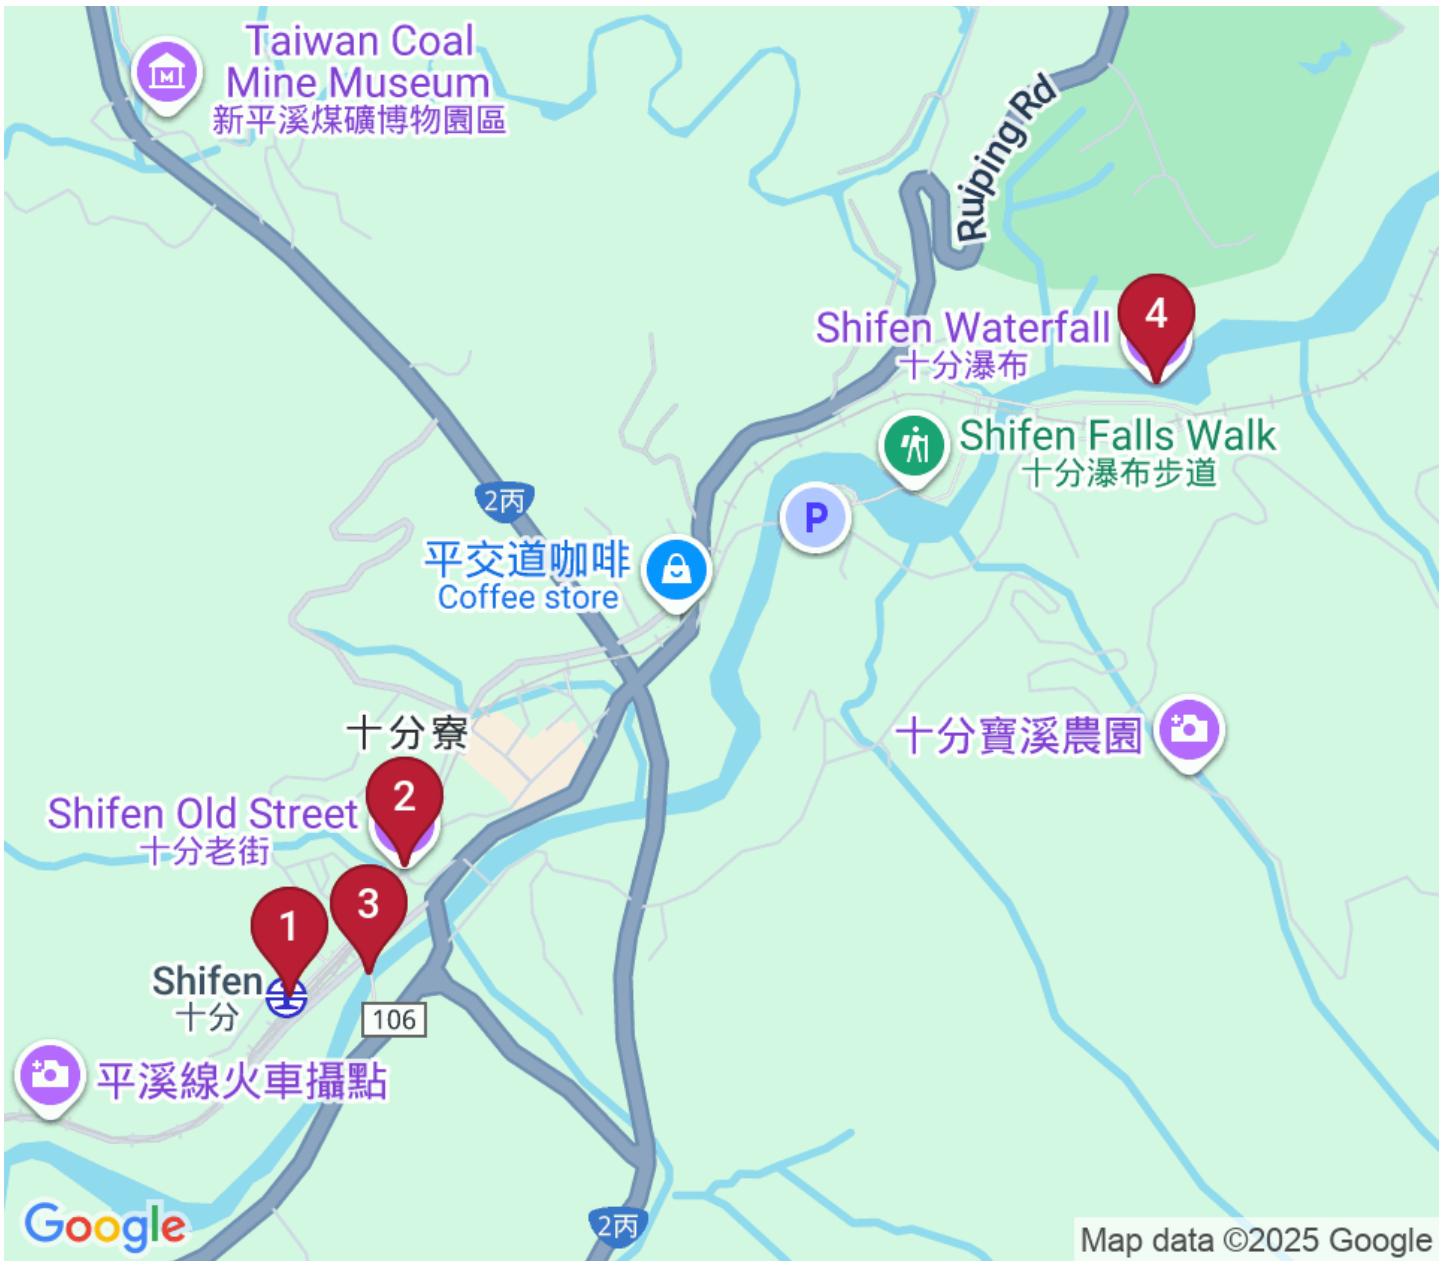 Taiwan Coal
Mine Museum
新平溪煤礦博物園區
Ruiping Rd
4
Shifen Waterfall
十分瀑布
Shifen Falls Walk
十分瀑布步道
2丙
P
平交道咖啡
Coffee store
十分寮
十分寶溪農園
2
Shifen Old Street
十分老街
3
1
Shifen
十分
106
平溪線火車攝點
Google
2丙
Map data ©2025 Google